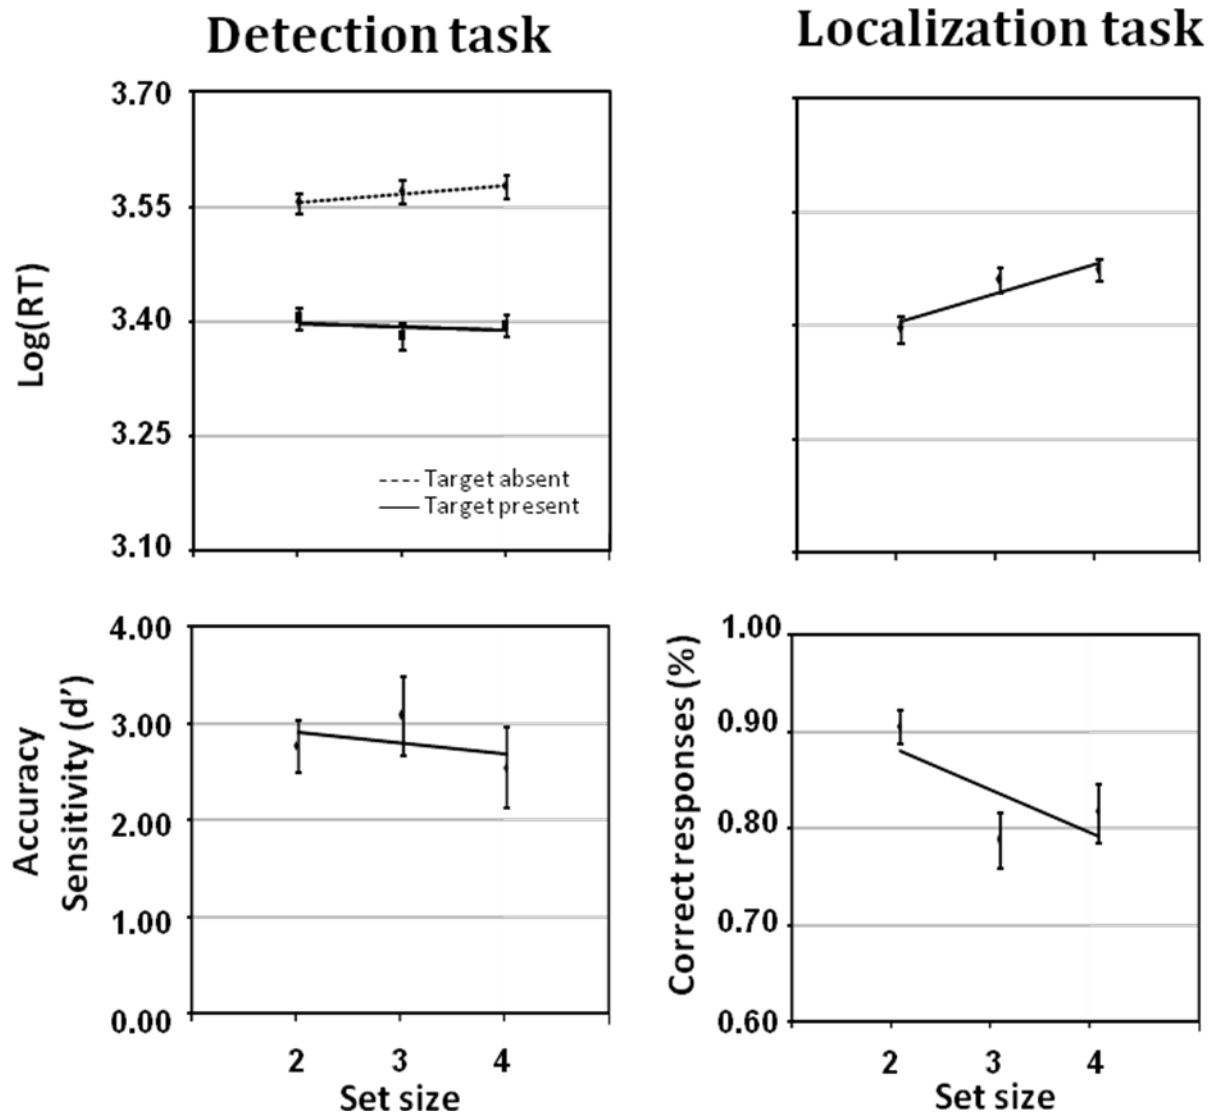 Detection task
Localization task
3.70
3.55
3.40
3.25
3.10
Log(RT)
Target absent
Target present
4.00
3.00
2.00
1.00
0.00
Accuracy
Sensitivity (d’)
2 3 4
Set size
1.00
0.90
0.80
0.70
0.60
Correct responses (%)
2 3 4
Set size